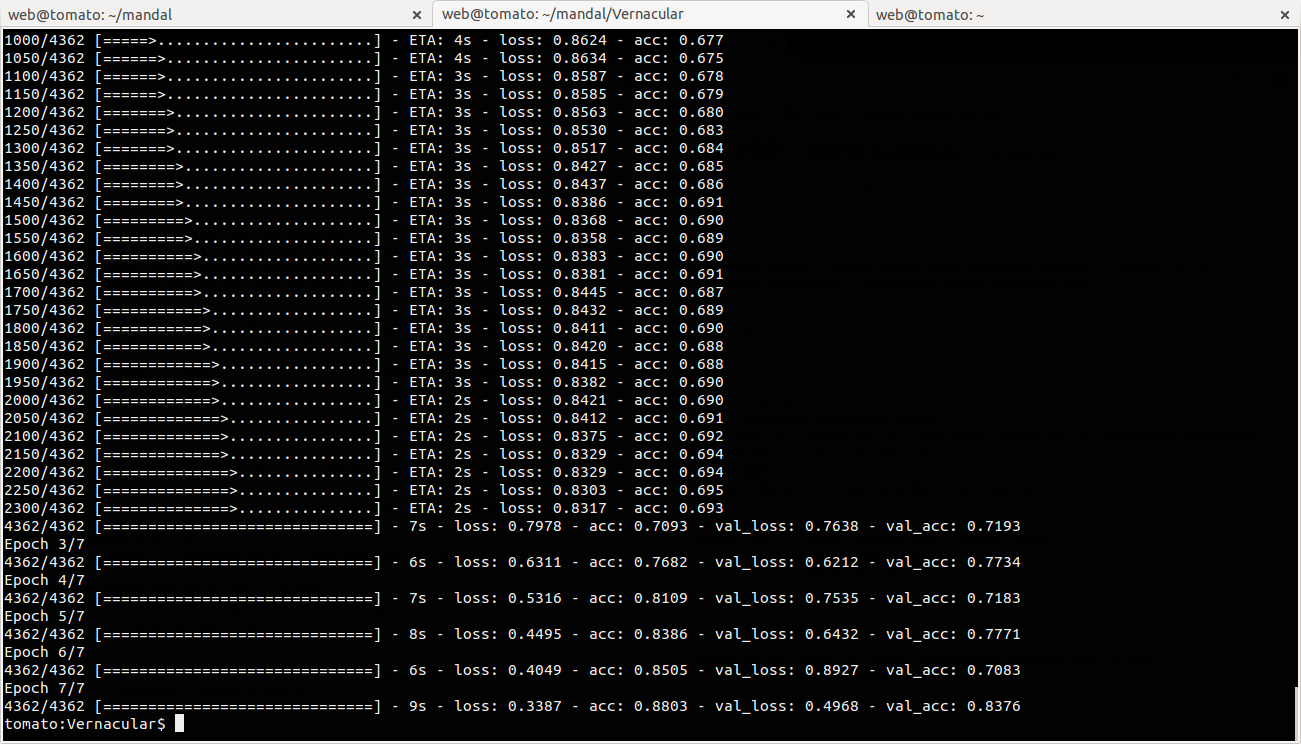 web@tomato: ~/mandal × web@tomato: ~/mandal/Vernacular × web@tomato: ~ ×
1000/4362 [=====>........................] - ETA: 4s - loss: 0.8624 - acc: 0.677
1050/4362 [======>.......................] - ETA: 4s - loss: 0.8634 - acc: 0.675
1100/4362 [======>.......................] - ETA: 3s - loss: 0.8587 - acc: 0.678
1150/4362 [======>.......................] - ETA: 3s - loss: 0.8585 - acc: 0.679
1200/4362 [=======>......................] - ETA: 3s - loss: 0.8563 - acc: 0.680
1250/4362 [=======>......................] - ETA: 3s - loss: 0.8530 - acc: 0.683
1300/4362 [=======>......................] - ETA: 3s - loss: 0.8517 - acc: 0.684
1350/4362 [========>.....................] - ETA: 3s - loss: 0.8427 - acc: 0.685
1400/4362 [========>.....................] - ETA: 3s - loss: 0.8437 - acc: 0.686
1450/4362 [========>.....................] - ETA: 3s - loss: 0.8386 - acc: 0.691
1500/4362 [=========>....................] - ETA: 3s - loss: 0.8368 - acc: 0.690
1550/4362 [=========>....................] - ETA: 3s - loss: 0.8358 - acc: 0.689
1600/4362 [==========>...................] - ETA: 3s - loss: 0.8383 - acc: 0.690
1650/4362 [==========>...................] - ETA: 3s - loss: 0.8381 - acc: 0.691
1700/4362 [==========>...................] - ETA: 3s - loss: 0.8445 - acc: 0.687
1750/4362 [===========>..................] - ETA: 3s - loss: 0.8432 - acc: 0.689
1800/4362 [===========>..................] - ETA: 3s - loss: 0.8411 - acc: 0.690
1850/4362 [===========>..................] - ETA: 3s - loss: 0.8420 - acc: 0.688
1900/4362 [============>.................] - ETA: 3s - loss: 0.8415 - acc: 0.688
1950/4362 [============>.................] - ETA: 3s - loss: 0.8382 - acc: 0.690
2000/4362 [============>.................] - ETA: 2s - loss: 0.8421 - acc: 0.690
2050/4362 [=============>................] - ETA: 2s - loss: 0.8412 - acc: 0.691
2100/4362 [=============>................] - ETA: 2s - loss: 0.8375 - acc: 0.692
2150/4362 [=============>................] - ETA: 2s - loss: 0.8329 - acc: 0.694
2200/4362 [==============>...............] - ETA: 2s - loss: 0.8329 - acc: 0.694
2250/4362 [==============>...............] - ETA: 2s - loss: 0.8303 - acc: 0.695
2300/4362 [==============>...............] - ETA: 2s - loss: 0.8317 - acc: 0.693
4362/4362 [==============================] - 7s - loss: 0.7978 - acc: 0.7093 - val_loss: 0.7638 - val_acc: 0.7193
Epoch 3/7
4362/4362 [==============================] - 6s - loss: 0.6311 - acc: 0.7682 - val_loss: 0.6212 - val_acc: 0.7734
Epoch 4/7
4362/4362 [==============================] - 7s - loss: 0.5316 - acc: 0.8109 - val_loss: 0.7535 - val_acc: 0.7183
Epoch 5/7
4362/4362 [==============================] - 8s - loss: 0.4495 - acc: 0.8386 - val_loss: 0.6432 - val_acc: 0.7771
Epoch 6/7
4362/4362 [==============================] - 6s - loss: 0.4049 - acc: 0.8505 - val_loss: 0.8927 - val_acc: 0.7083
Epoch 7/7
4362/4362 [==============================] - 9s - loss: 0.3387 - acc: 0.8803 - val_loss: 0.4968 - val_acc: 0.8376
tomato:Vernacular$